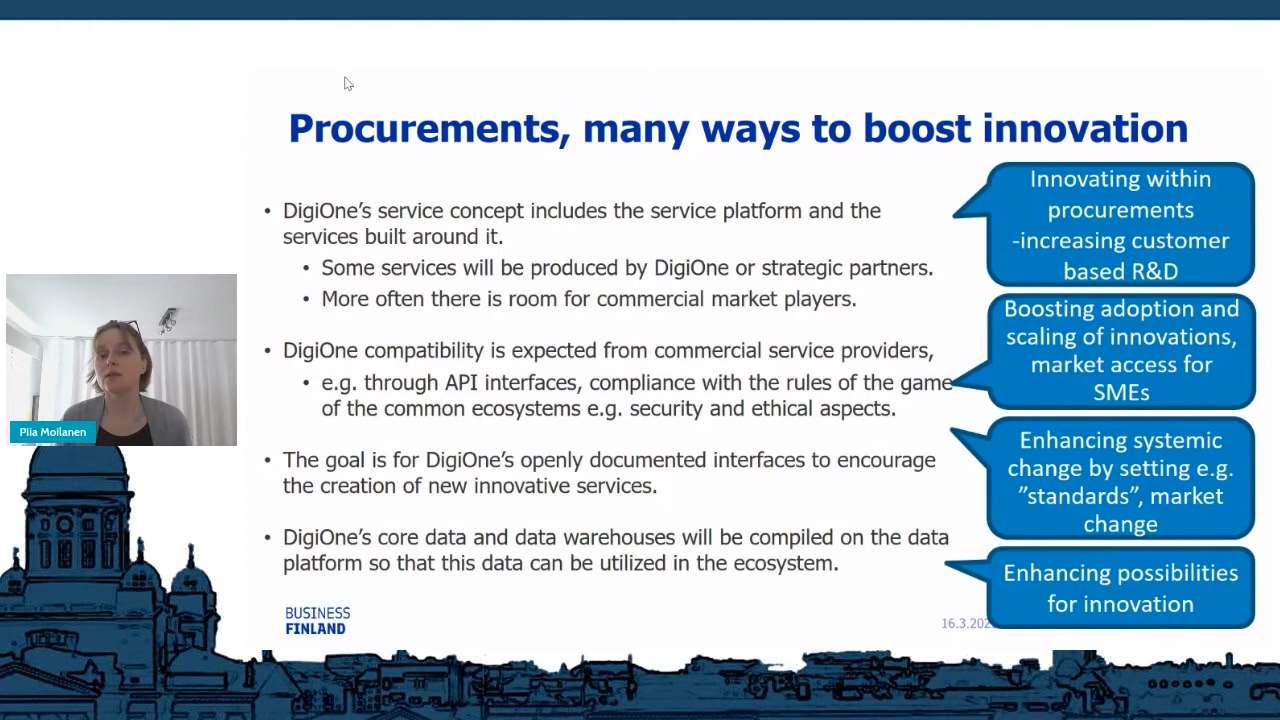 Procurements, many ways to boost innovation
• DigiOne's service concept includes the service platform and the
services built around it.
• Some services will be produced by DigiOne or strategic partners.
• More often there is room for commercial market players.
• DigiOne compatibility is expected from commercial service providers,
• e.g. through API interfaces, compliance with the rules of the game
of the common ecosystems e.g. security and ethical aspects.
• The goal is for DigiOne's openly documented interfaces to encourage
the creation of new innovative services.
• DigiOne's core data and data warehouses will be compiled on the data
platform so that this data can be utilized in the ecosystem.
Innovating within
procurements
-increasing customer
based R&D
Boosting adoption and
scaling of innovations,
market access for
SMEs
Enhancing systemic
change by setting e.g.
”standards”, market
change
Enhancing possibilities
for innovation
Piia Moilanen
BUSINESS
FINLAND